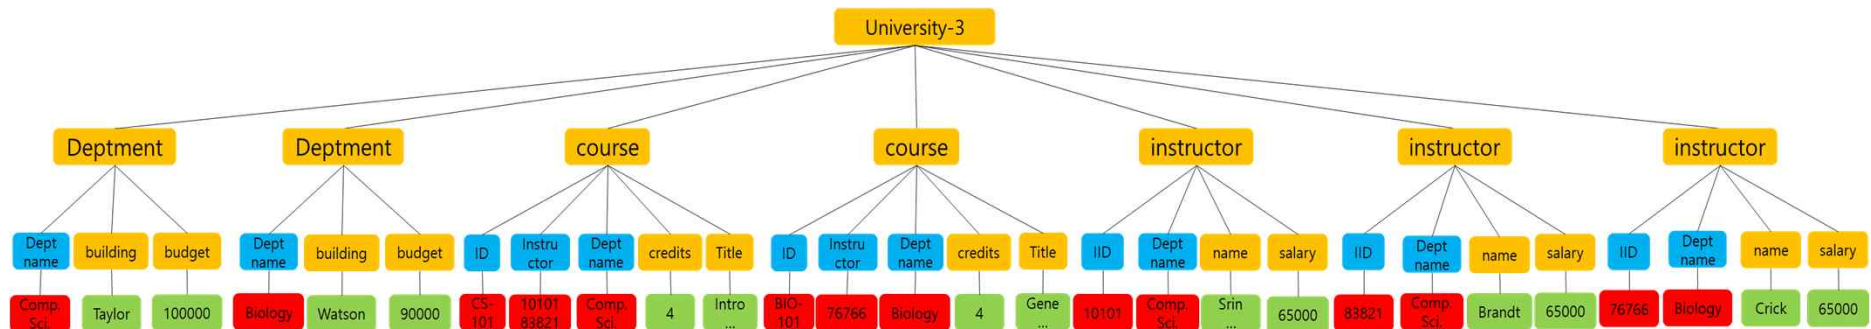 University-3
Deptment
Deptment
course
course
instructor
instructor
instructor
Dept
name
building
budget
Dept
name
building
budget
ID
Instru
ctor
Dept
name
credits
Title
ID
Instru
ctor
Dept
name
credits
Title
IID
Dept
name
name
salary
IID
Dept
name
name
salary
IID
Dept
name
name
salary
Comp.
Sci.
Taylor
100000
Biology
Watson
90000
CS-
101
10101
83821
Comp.
Sci.
4
Intro
...
BIO-
101
76766
Biology
4
Gene
...
10101
Comp.
Sci.
Srin
...
65000
83821
Comp.
Sci.
Brandt
65000
76766
Biology
Crick
65000